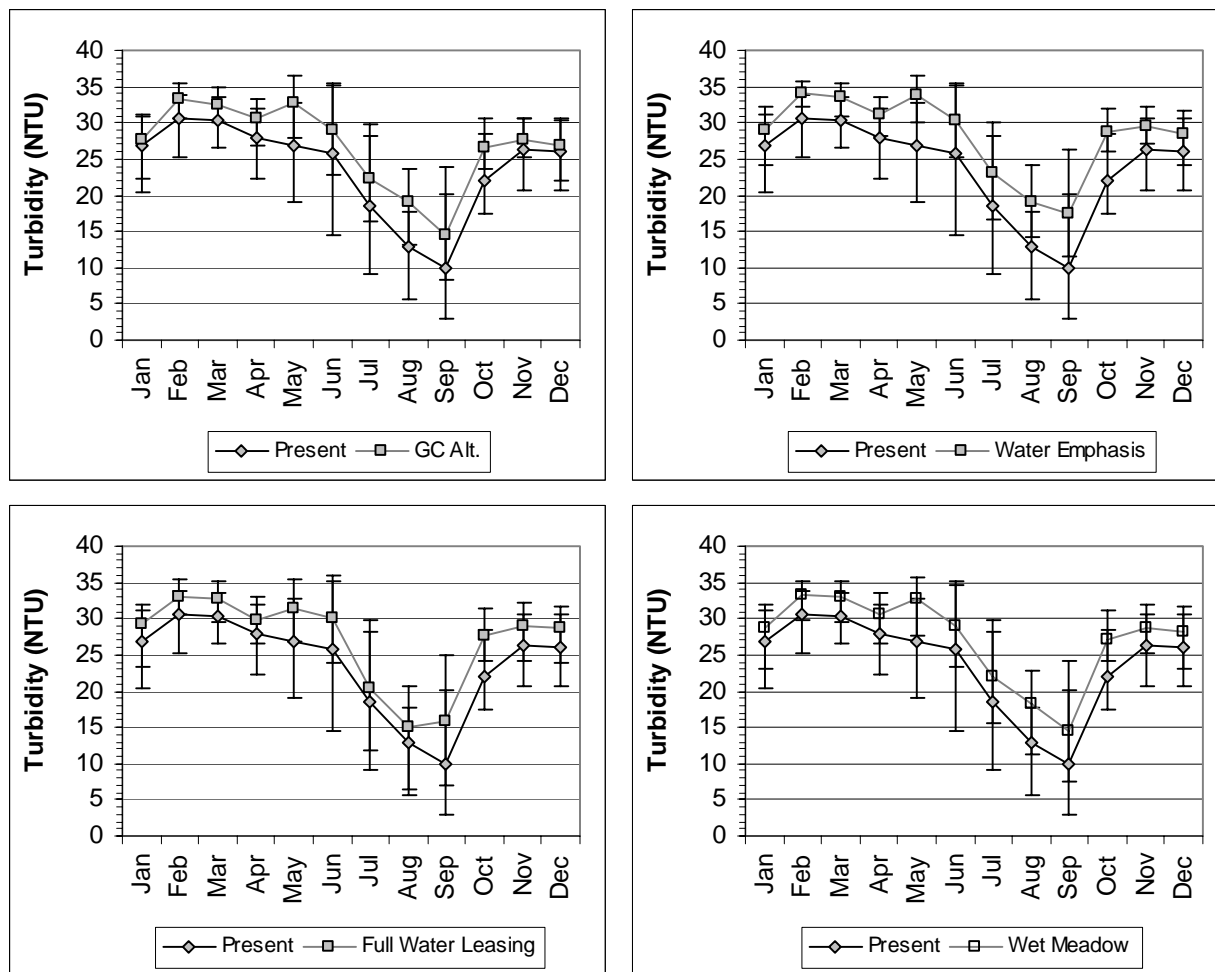 Turbidity (NTU)
40
35
30
25
20
15
10
5
0
Jan
Feb
Mar
Apr
May
Jun
Jul
Aug
Sep
Oct
Nov
Dec
Present
GC Alt.
Turbidity (NTU)
40
35
30
25
20
15
10
5
0
Jan
Feb
Mar
Apr
May
Jun
Jul
Aug
Sep
Oct
Nov
Dec
Present
Water Emphasis
Turbidity (NTU)
40
35
30
25
20
15
10
5
0
Jan
Feb
Mar
Apr
May
Jun
Jul
Aug
Sep
Oct
Nov
Dec
Present
Full Water Leasing
Turbidity (NTU)
40
35
30
25
20
15
10
5
0
Jan
Feb
Mar
Apr
May
Jun
Jul
Aug
Sep
Oct
Nov
Dec
Present
Wet Meadow